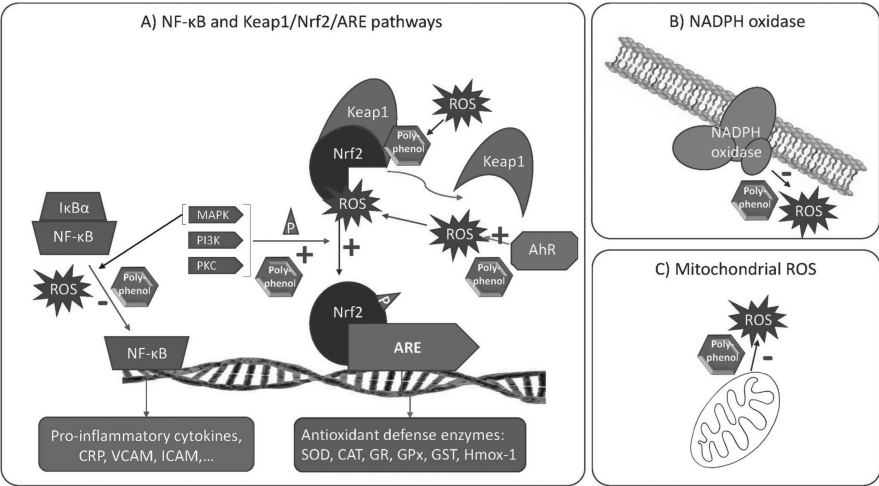 A) NF-κB and Keap1/Nrf2/ARE pathways
Keap1
ROS
Poly-
phenol
Nrf2
Keap1
ROS
IκBα
NF-κB
MAPK
PI3K
PKC
P
+
+
ROS
+
AhR
Poly-
phenol
Poly-
phenol
ROS
Poly-
phenol
-
Nrf2
P
ARE
NF-κB
Pro-inflammatory cytokines,
CRP, VCAM, ICAM,...
Antioxidant defense enzymes:
SOD, CAT, GR, GPx, GST, Hmox-1
B) NADPH oxidase
NADPH
oxidase
-
Poly-
phenol
ROS
C) Mitochondrial ROS
ROS
Poly-
phenol
-